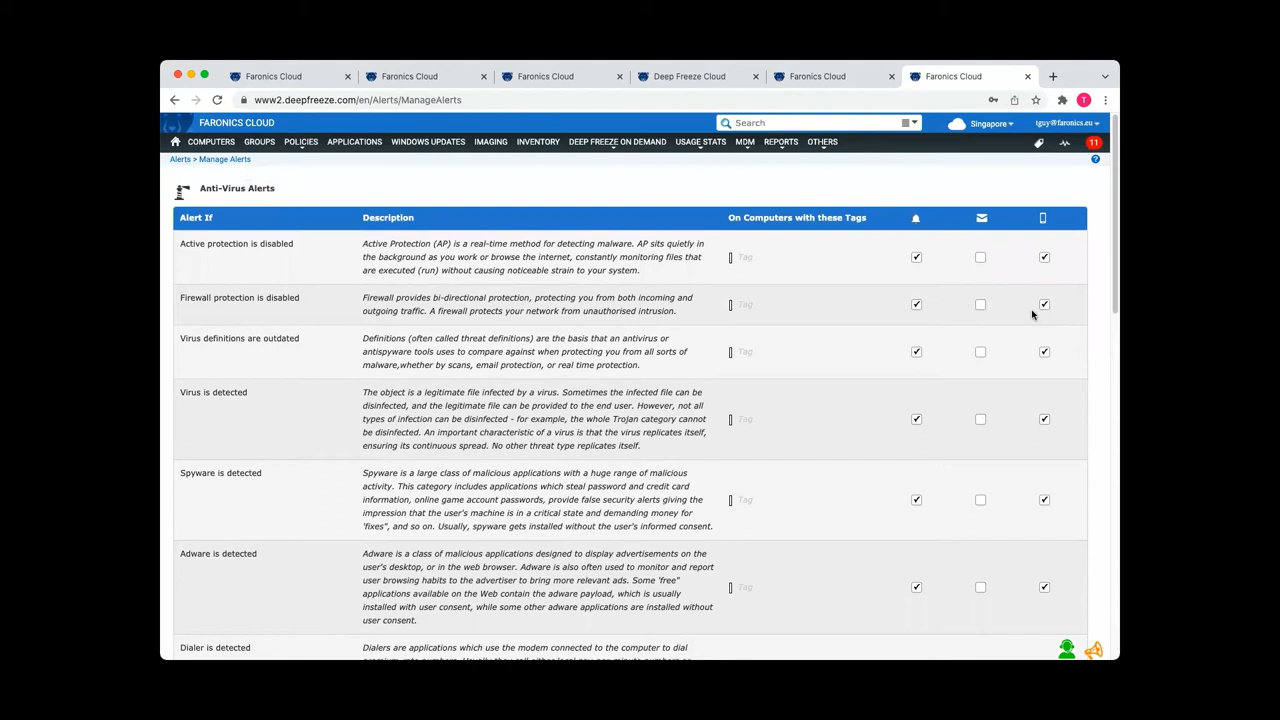 Faronics Cloud
Faronics Cloud
Faronics Cloud
Deep Freeze Cloud
Faronics Cloud
Faronics Cloud
www2.deepfreeze.com/en/Alerts/ManageAlerts
T
FARONICS CLOUD
Search
Singapore
tguy@faronics.eu
COMPUTERS GROUPS POLICIES APPLICATIONS WINDOWS UPDATES IMAGING INVENTORY DEEP FREEZE ON DEMAND USAGE STATS MDM REPORTS OTHERS
11
Alerts > Manage Alerts
?
Anti-Virus Alerts
Alert If Description On Computers with these Tags
Active protection is disabled
Active Protection (AP) is a real-time method for detecting malware. AP sits quietly in
the background as you work or browse the internet, constantly monitoring files that
are executed (run) without causing noticeable strain to your system.
Tag
Firewall protection is disabled
Firewall provides bi-directional protection, protecting you from both incoming and
outgoing traffic. A firewall protects your network from unauthorised intrusion.
Tag
Virus definitions are outdated
Definitions (often called threat definitions) are the basis that an antivirus or
antispyware tools uses to compare against when protecting you from all sorts of
malware,whether by scans, email protection, or real time protection.
Tag
Virus is detected
The object is a legitimate file infected by a virus. Sometimes the infected file can be
disinfected, and the legitimate file can be provided to the end user. However, not all
types of infection can be disinfected - for example, the whole Trojan category cannot
be disinfected. An important characteristic of a virus is that the virus replicates itself,
ensuring its continuous spread. No other threat type replicates itself.
Tag
Spyware is detected
Spyware is a large class of malicious applications with a huge range of malicious
activity. This category includes applications which steal password and credit card
information, online game account passwords, provide false security alerts giving the
impression that the user's machine is in a critical state and demanding money for
'fixes", and so on. Usually, spyware gets installed without the user's informed consent.
Tag
Adware is detected
Adware is a class of malicious applications designed to display advertisements on the
user's desktop, or in the web browser. Adware is also often used to monitor and report
user browsing habits to the advertiser to bring more relevant ads. Some 'free"
applications available on the Web contain the adware payload, which is usually
installed with user consent, while some other adware applications are installed without
user consent.
Tag
Dialer is detected
Dialers are applications which use the modem connected to the computer to dial